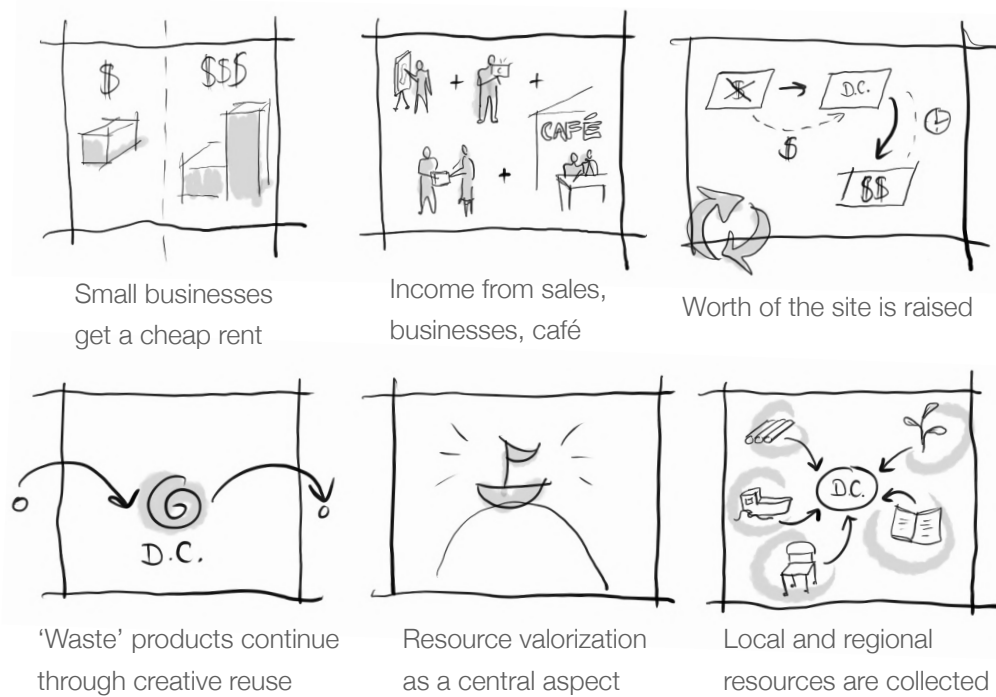 $
$$$
+
+
CAFÉ
+
$
D.C.
$
$$
Small businesses
get a cheap rent
Income from sales,
businesses, café
Worth of the site is raised
D.C.
D.C.
‘Waste’ products continue
through creative reuse
Resource valorization
as a central aspect
Local and regional
resources are collected